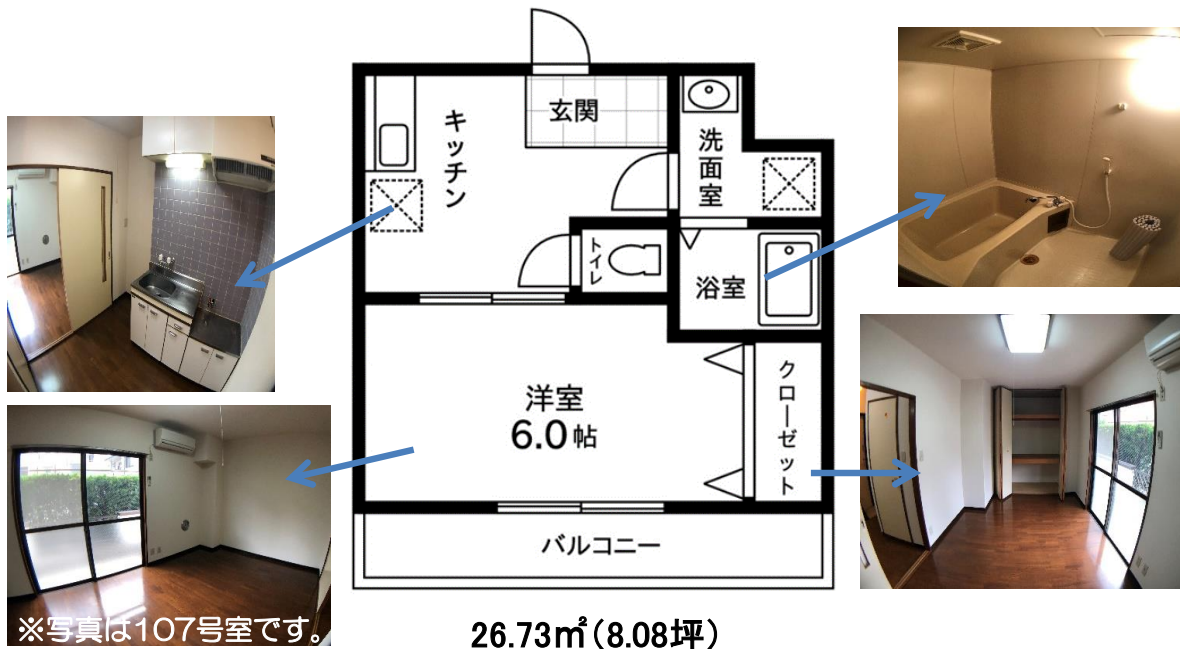 玄関
キッチン
洗面室
トイレ
浴室
洋室
6.0帖
クローゼット
バルコニー
※写真は107号室です。
26.73㎡(8.08坪)